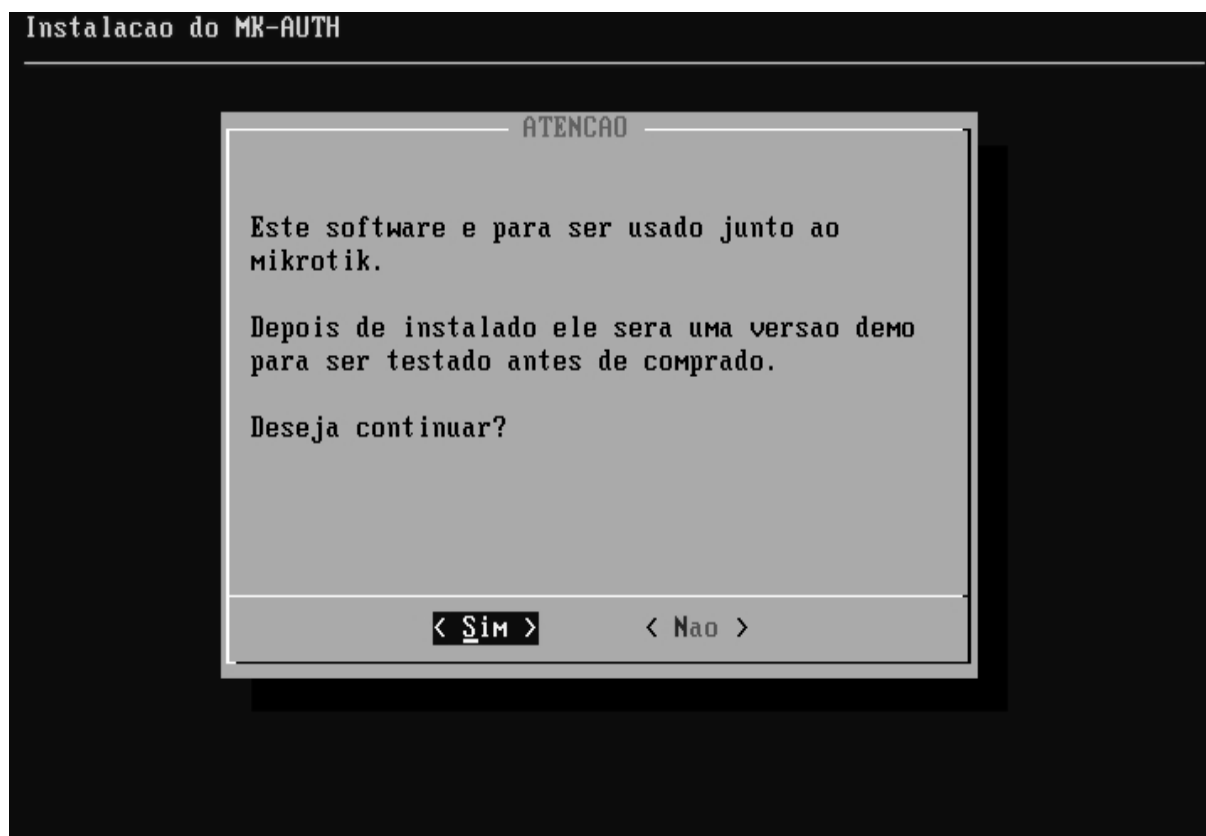 Instalacao do MK-AUTH
ATENCAO
Este software e para ser usado junto ao
mikrotik.
Depois de instalado ele sera uma versao demo
para ser testado antes de comprado.
Deseja continuar?
< Sim > < Nao >